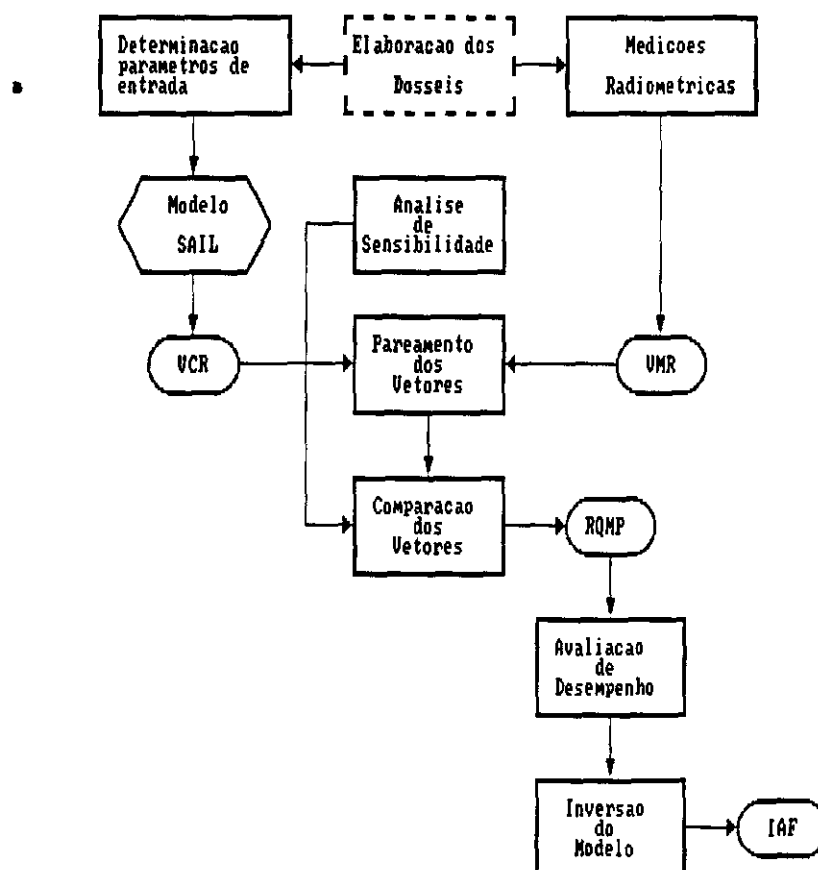 Determinacao
parametros de
entrada
Elaboracao dos
Dosseis
Medicoes
Radiometricas
Modelo
SAIL
Analise
de
Sensibilidade
VCR
Pareamento
dos
Vetores
VMR
Comparacao
dos
Vetores
RQMP
Avaliacao
de
Desempenho
Inversao
do
Modelo
IAF